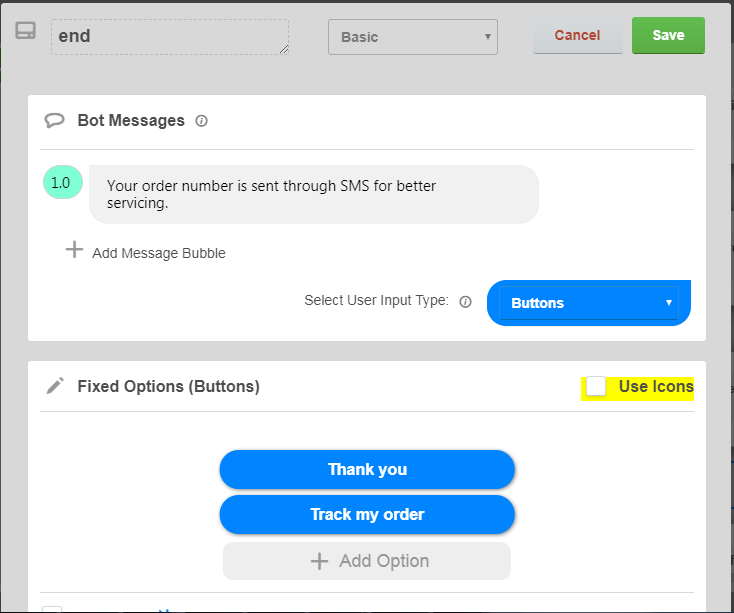 end
Basic
Cancel
Save
Bot Messages
1.0
Your order number is sent through SMS for better
servicing.
Add Message Bubble
Select User Input Type:
Buttons
Fixed Options (Buttons)
Use Icons
Thank you
Track my order
Add Option